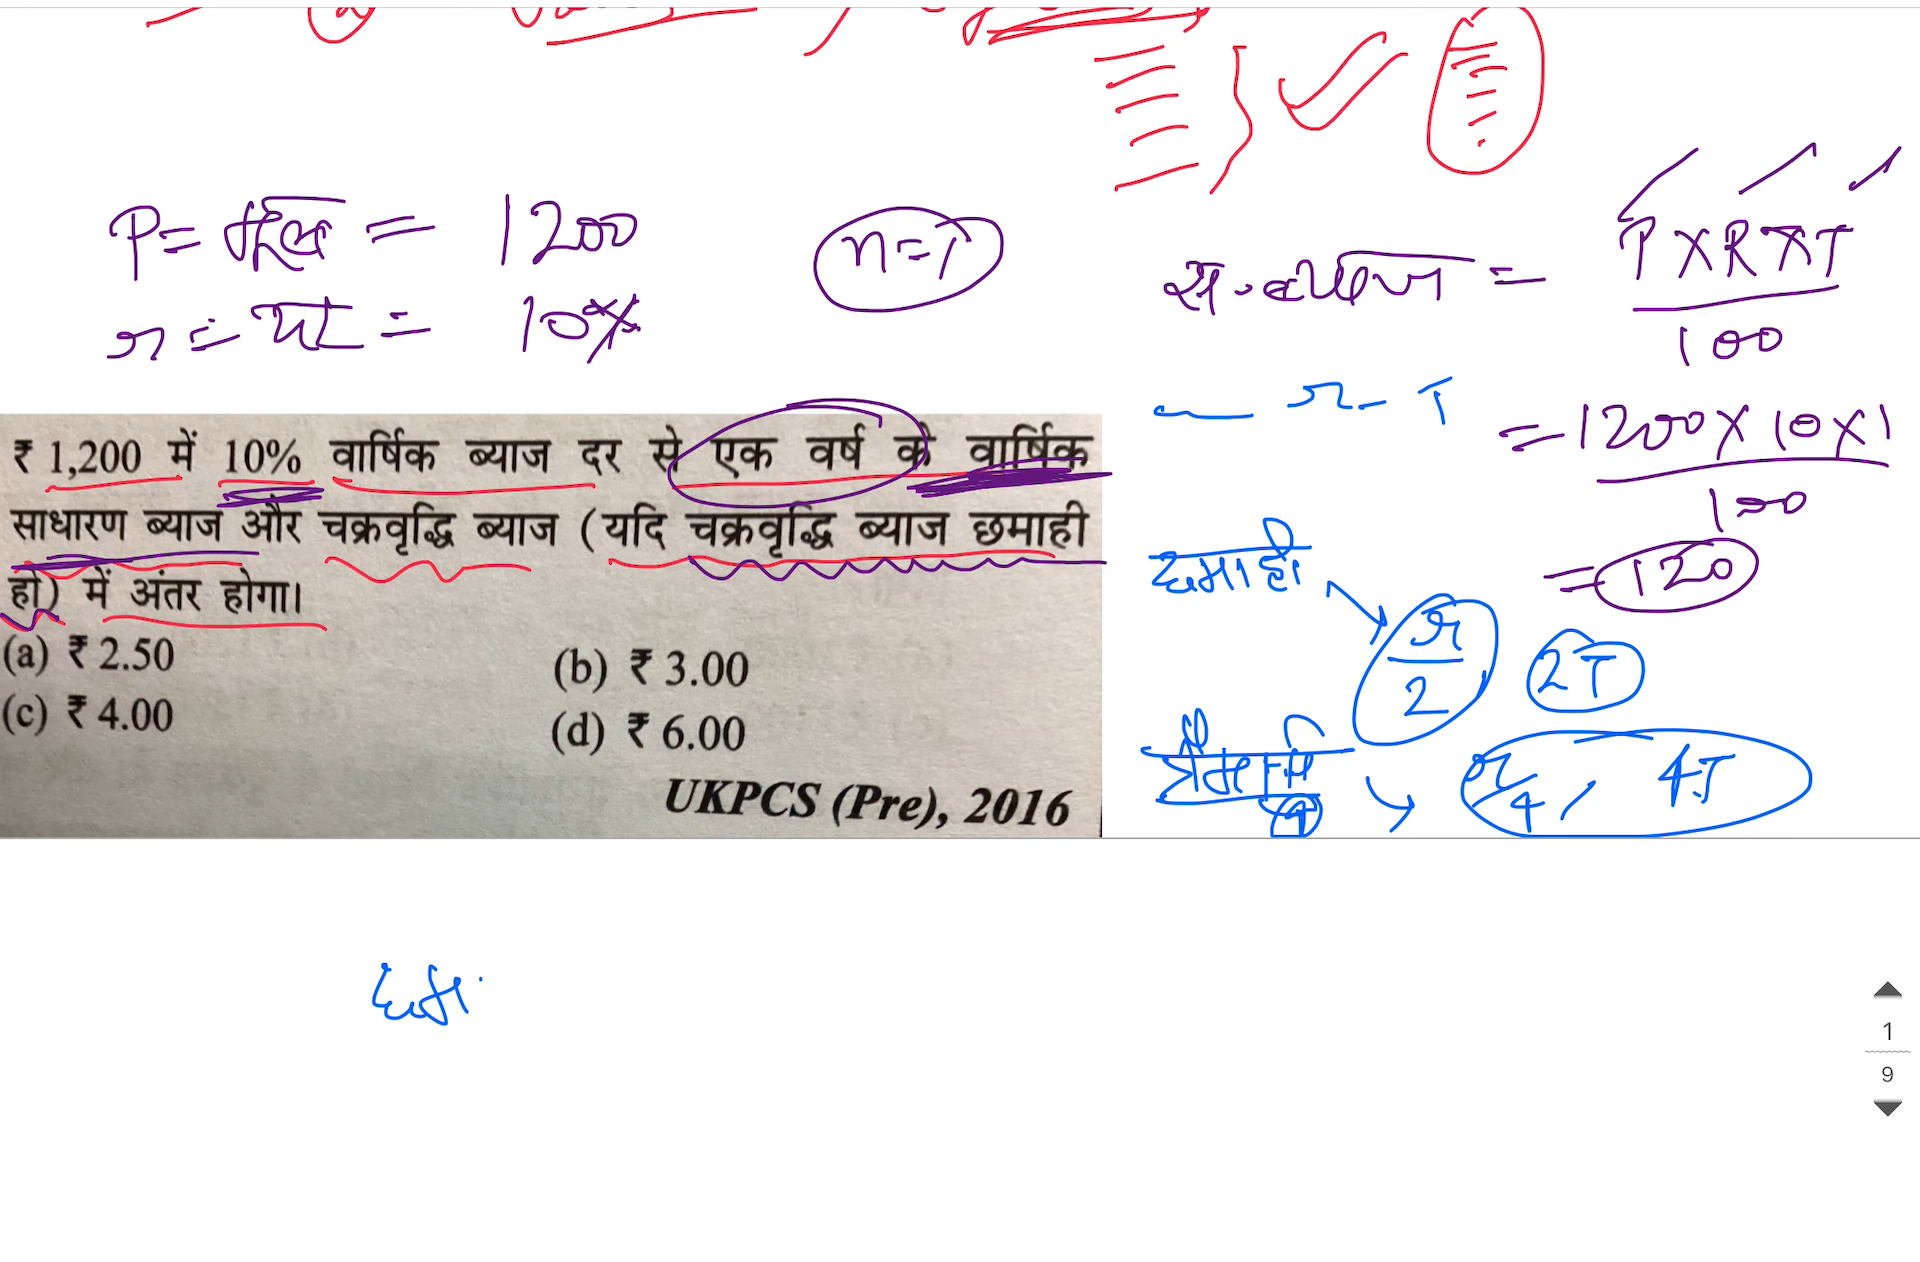 P = मूल = 1200
n = T
r = दर = 10%
स. ब्याज = P X R X T
100
r - T
= 1200 X 10 X 1
100
= 120
₹ 1,200 में 10% वार्षिक ब्याज दर से एक वर्ष के वार्षिक
साधारण ब्याज और चक्रवृद्धि ब्याज (यदि चक्रवृद्धि ब्याज छमाही
हो) में अंतर होगा।
(a) ₹ 2.50
(b) ₹ 3.00
(c) ₹ 4.00
(d) ₹ 6.00
UKPCS (Pre), 2016
छमाही
r/2 2T
r/4, 4T
छमा
1
9